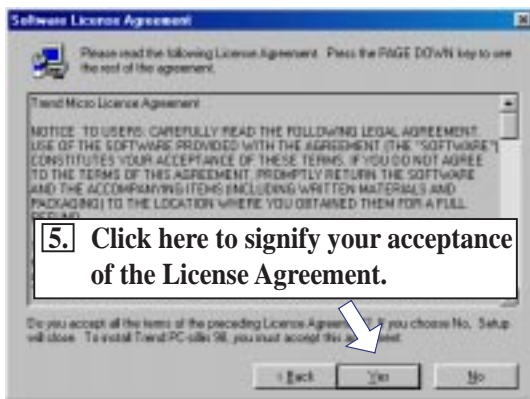 Software License Agreement
Please read the following License Agreement. Press the PAGE DOWN key to see
the rest of the agreement.
Trend Micro License Agreement
NOTICE TO USERS: CAREFULLY READ THE FOLLOWING LEGAL AGREEMENT.
USE OF THE SOFTWARE PROVIDED WITH THE AGREEMENT (THE "SOFTWARE")
CONSTITUTES YOUR ACCEPTANCE OF THESE TERMS. IF YOU DO NOT AGREE
TO THE TERMS OF THIS AGREEMENT, PROMPTLY RETURN THE SOFTWARE
AND THE ACCOMPANYING ITEMS (INCLUDING WRITTEN MATERIALS AND
PACKAGING) TO THE LOCATION WHERE YOU OBTAINED THEM FOR A FULL
5. Click here to signify your acceptance
of the License Agreement.
Do you accept all the terms of the preceding License If you choose No, Setup
will close. To install Trend PC-cillin 98, you must accept this
< Back
Yes
No